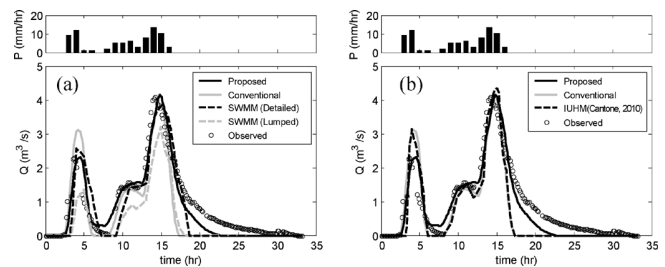 P (mm/hr)
20
10
0
(a)
Proposed
Conventional
SWMM (Detailed)
SWMM (Lumped)
Observed
Q (m³/s)
5
4
3
2
1
0
0 5 10 15 20 25 30 35
time (hr)
P (mm/hr)
20
10
0
(b)
Proposed
Conventional
IUHM(Cantone, 2010)
Observed
Q (m³/s)
5
4
3
2
1
0
0 5 10 15 20 25 30 35
time (hr)